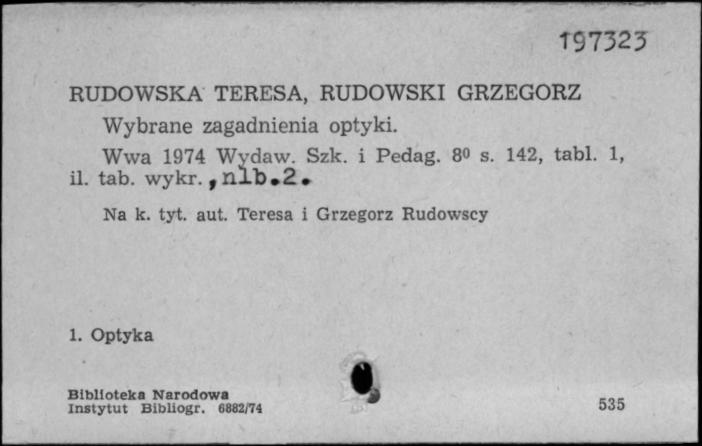 197323
RUDOWSKA TERESA, RUDOWSKI GRZEGORZ
Wybrane zagadnienia optyki.
Wwa 1974 Wydaw. Szk. i Pedag. 8⁰ s. 142, tabl. 1,
il. tab. wykr. , nlb.2.
Na k. tyt. aut. Teresa i Grzegorz Rudowscy
1. Optyka
Biblioteka Narodowa
Instytut Bibliogr. 6882/74
535